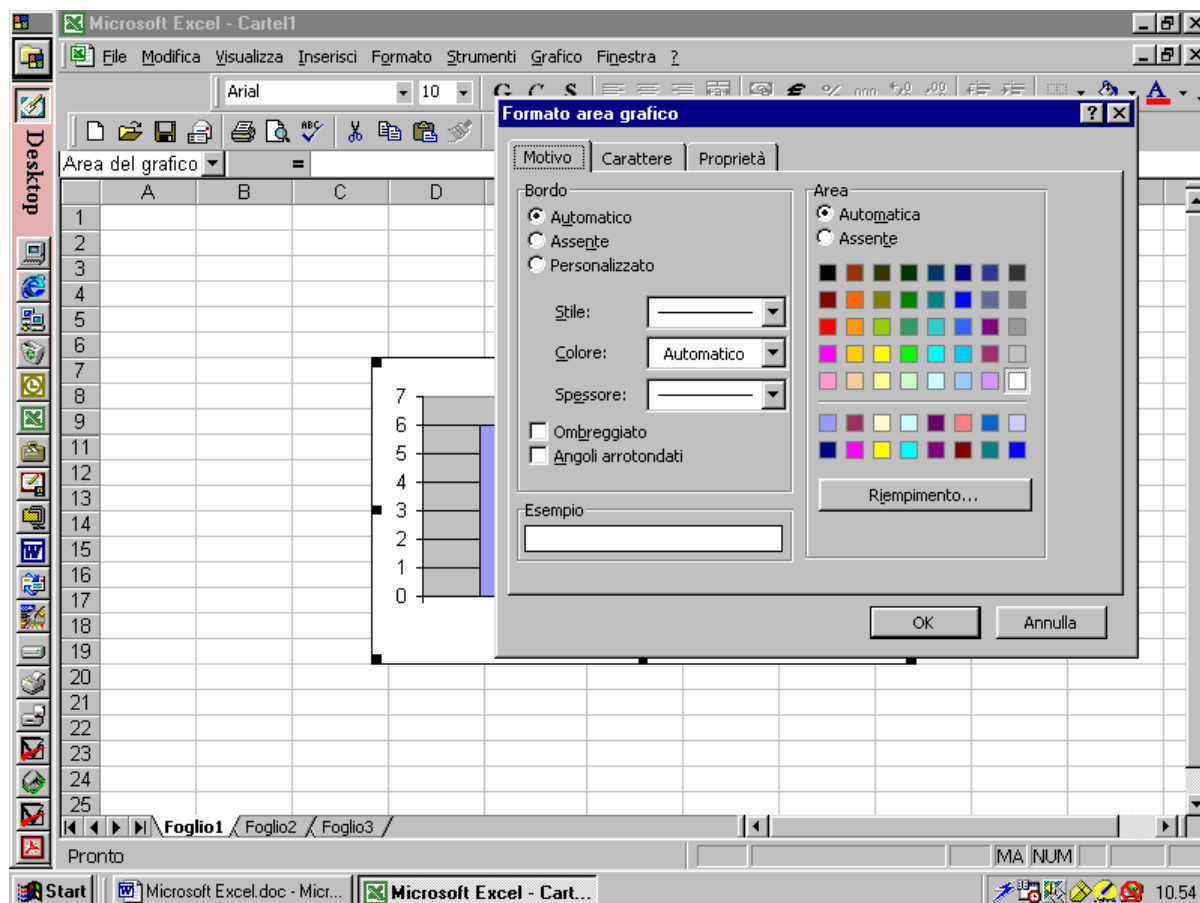 Microsoft Excel - Cartel1
File Modifica Visualizza Inserisci Formato Strumenti Grafico Finestra ?
Arial 10 G C S
Area del grafico =
Desktop
A B C D
1
2
3
4
5
6
7
8
9
11
12
13
14
15
16
17
18
19
20
21
22
23
24
25
7
6
5
4
3
2
1
0
Formato area grafico
Motivo Carattere Proprietà
Bordo
Automatico
Assente
Personalizzato
Stile:
Colore: Automatico
Spessore:
Ombreggiato
Angoli arrotondati
Esempio
Area
Automatica
Assente
Riempimento...
OK Annulla
Foglio1 Foglio2 Foglio3
Pronto MA NUM
Start Microsoft Excel.doc - Micr... Microsoft Excel - Cart... 10.54